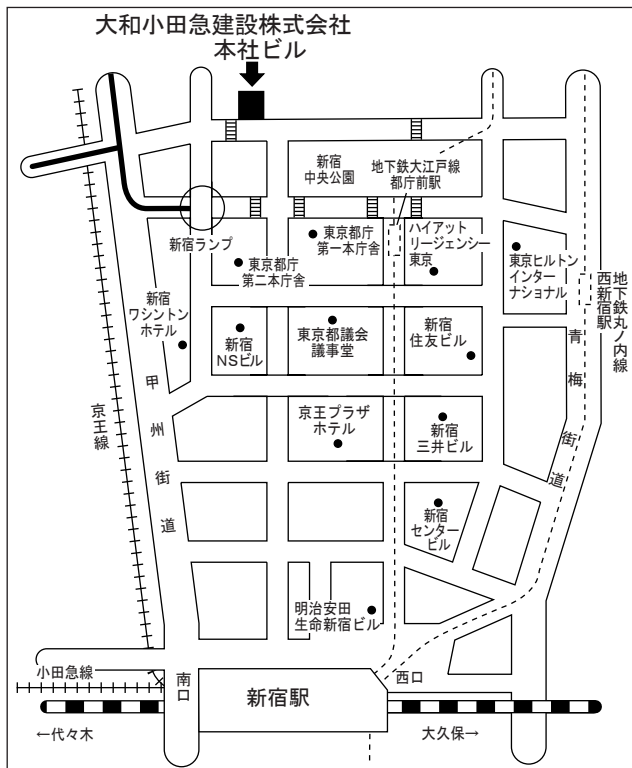 大和小田急建設株式会社
本社ビル
新宿
中央公園
地下鉄大江戸線
都庁前駅
新宿ランプ
東京都庁
第二本庁舎
東京都庁
第一本庁舎
ハイアット
リージェンシー
東京
東京ヒルトン
インター
ナショナル
地下鉄丸ノ内線
西新宿駅
新宿
ワシントン
ホテル
新宿
NSビル
東京都議会
議事堂
新宿
住友ビル
青梅街道
京王線
甲州街道
京王プラザ
ホテル
新宿
三井ビル
新宿
センター
ビル
明治安田
生命新宿ビル
小田急線
南口
新宿駅
西口
←代々木
大久保→